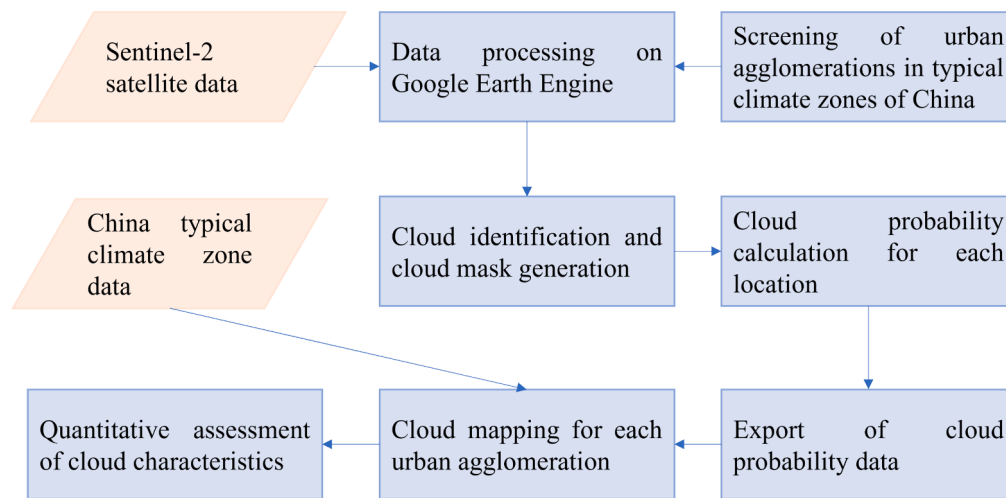 Sentinel-2
satellite data
Data processing on
Google Earth Engine
Screening of urban
agglomerations in typical
climate zones of China
China typical
climate zone
data
Cloud identification and
cloud mask generation
Cloud probability
calculation for each
location
Quantitative assessment
of cloud characteristics
Cloud mapping for each
urban agglomeration
Export of cloud
probability data